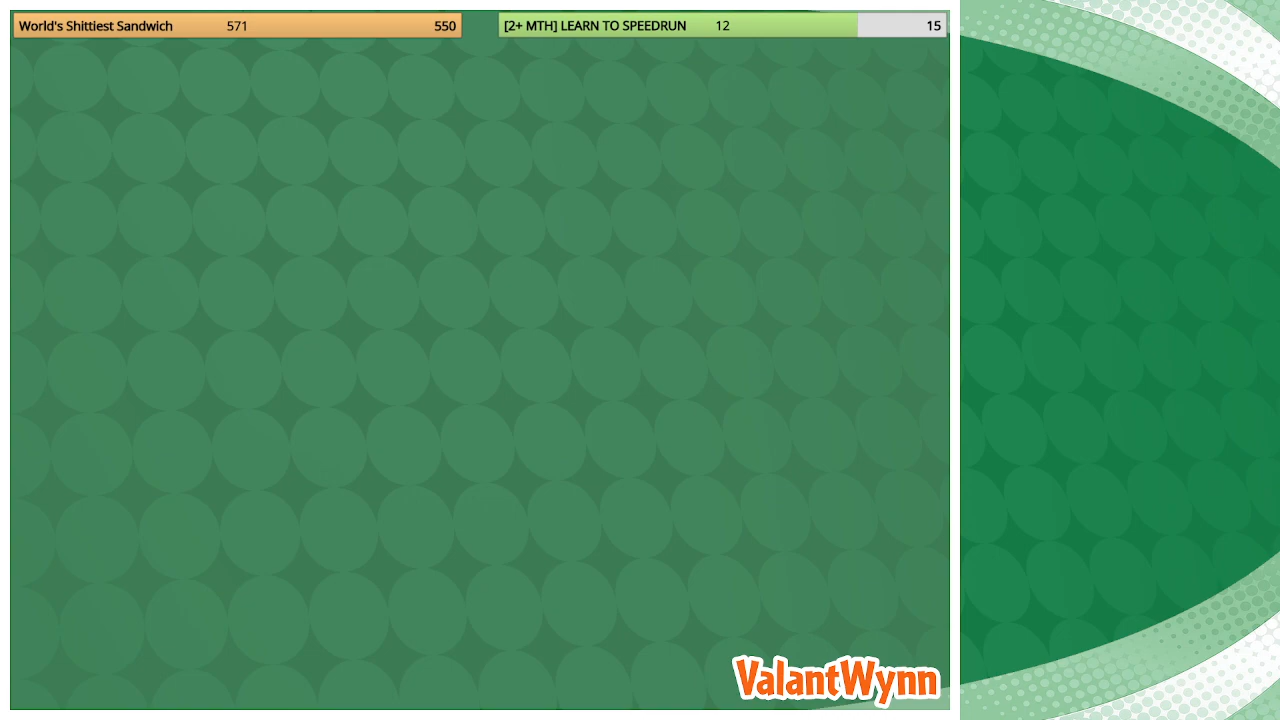 World's Shittiest Sandwich 571 550
[2+ MTH] LEARN TO SPEEDRUN 12 15
ValantWynn